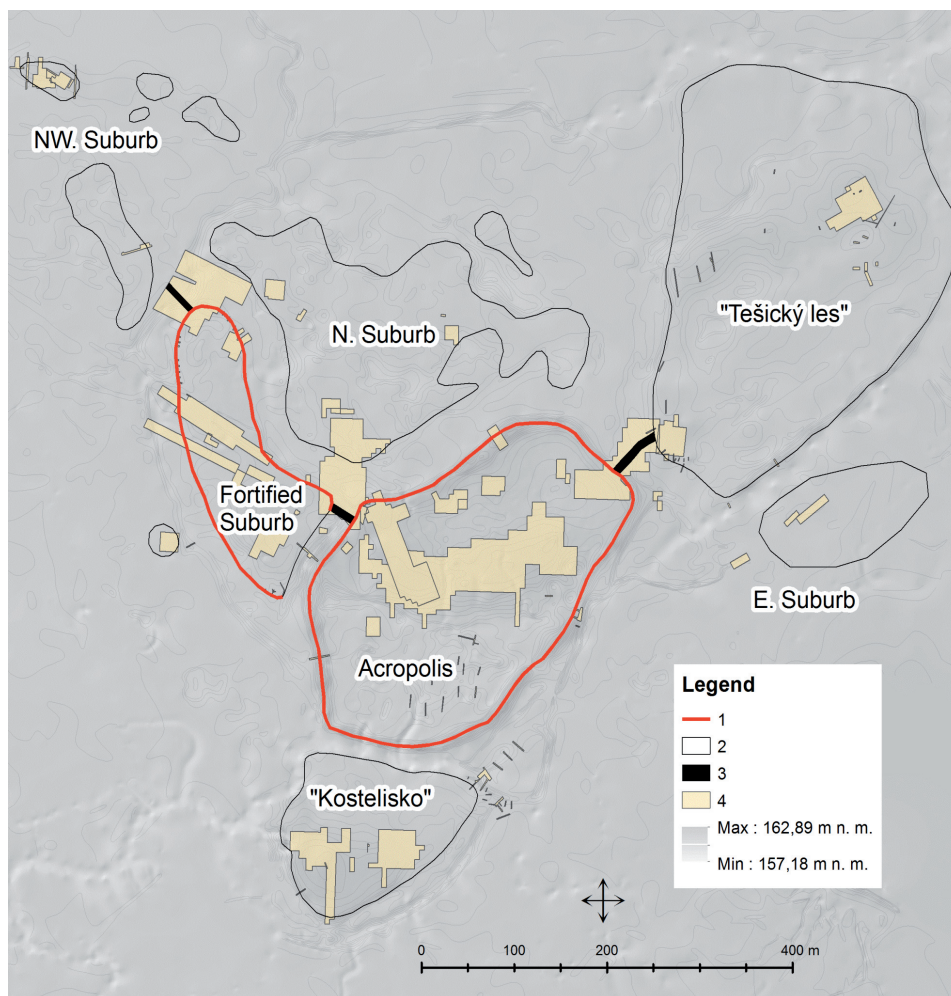 NW. Suburb
"Tešický les"
N. Suburb
Fortified
Suburb
E. Suburb
Acropolis
"Kostelisko"
Legend
1
2
3
4
Max : 162,89 m n. m.
Min : 157,18 m n. m.
0 100 200 400 m